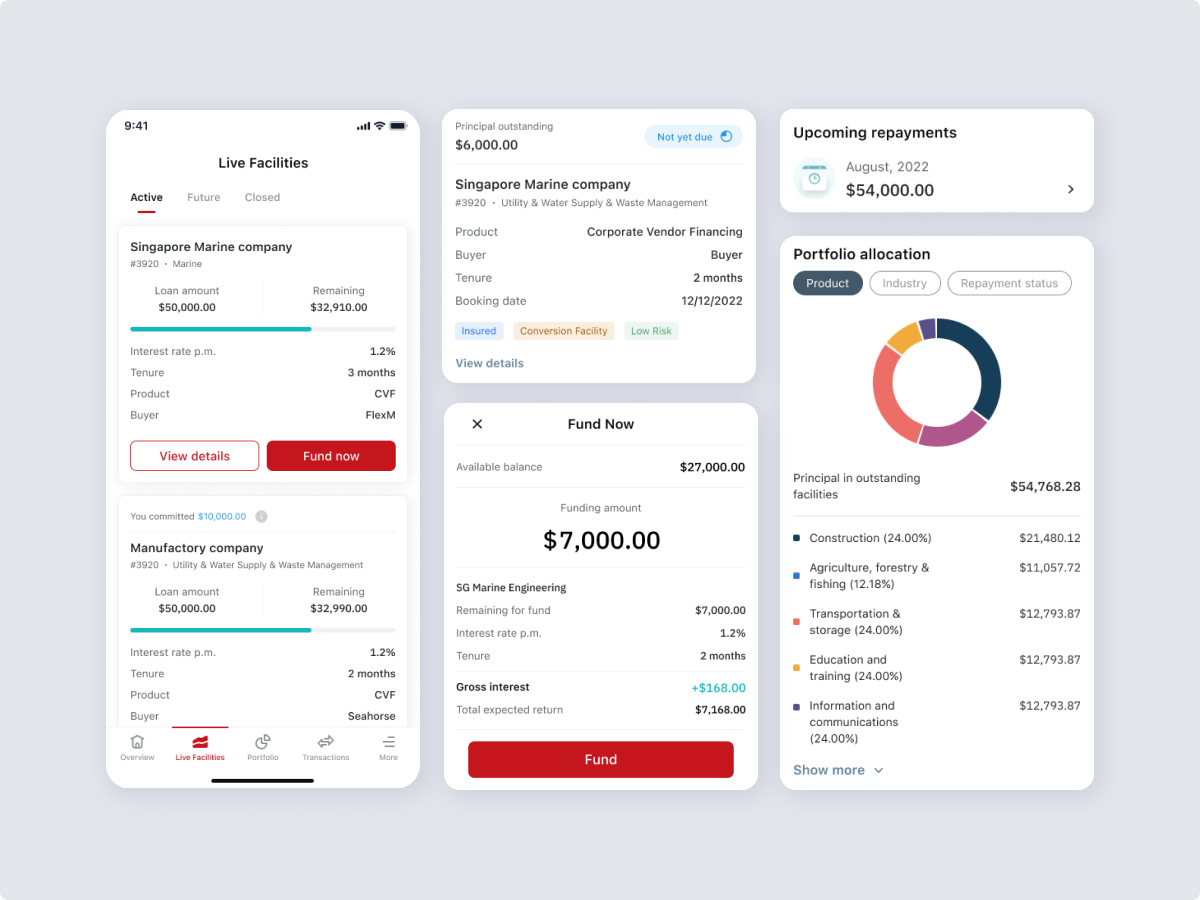 9:41
Live Facilities
Active Future Closed
Singapore Marine company
#3920 • Marine
Loan amount Remaining
$50,000.00 $32,910.00
Interest rate p.m. 1.2%
Tenure 3 months
Product CVF
Buyer FlexM
View details Fund now
You committed $10,000.00
Manufactory company
#3920 • Utility & Water Supply & Waste Management
Loan amount Remaining
$50,000.00 $32,990.00
Interest rate p.m. 1.2%
Tenure 2 months
Product CVF
Buyer Seahorse
Overview Live Facilities Portfolio Transactions More
Principal outstanding
$6,000.00
Not yet due
Singapore Marine company
#3920 • Utility & Water Supply & Waste Management
Product Corporate Vendor Financing
Buyer Buyer
Tenure 2 months
Booking date 12/12/2022
Insured Conversion Facility Low Risk
View details
Fund Now
Available balance $27,000.00
Funding amount
$7,000.00
SG Marine Engineering
Remaining for fund $7,000.00
Interest rate p.m. 1.2%
Tenure 2 months
Gross interest +$168.00
Total expected return $7,168.00
Fund
Upcoming repayments
August, 2022
$54,000.00
Portfolio allocation
Product Industry Repayment status
Principal in outstanding
facilities $54,768.28
Construction (24.00%) $21,480.12
Agriculture, forestry & $11,057.72
fishing (12.18%)
Transportation & $12,793.87
storage (24.00%)
Education and $12,793.87
training (24.00%)
Information and $12,793.87
communications
(24.00%)
Show more